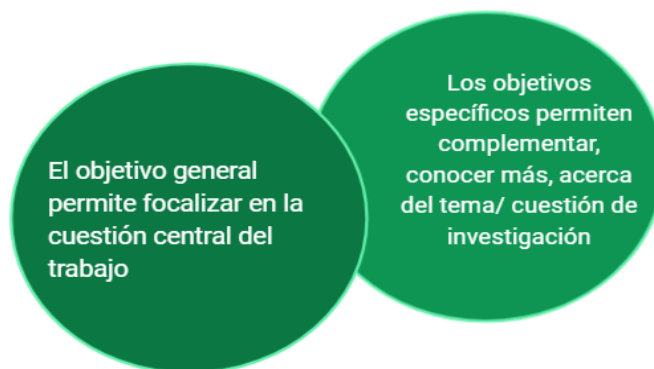 El objetivo general
permite focalizar en la
cuestión central del
trabajo
Los objetivos
específicos permiten
complementar,
conocer más, acerca
del tema/ cuestión de
investigación